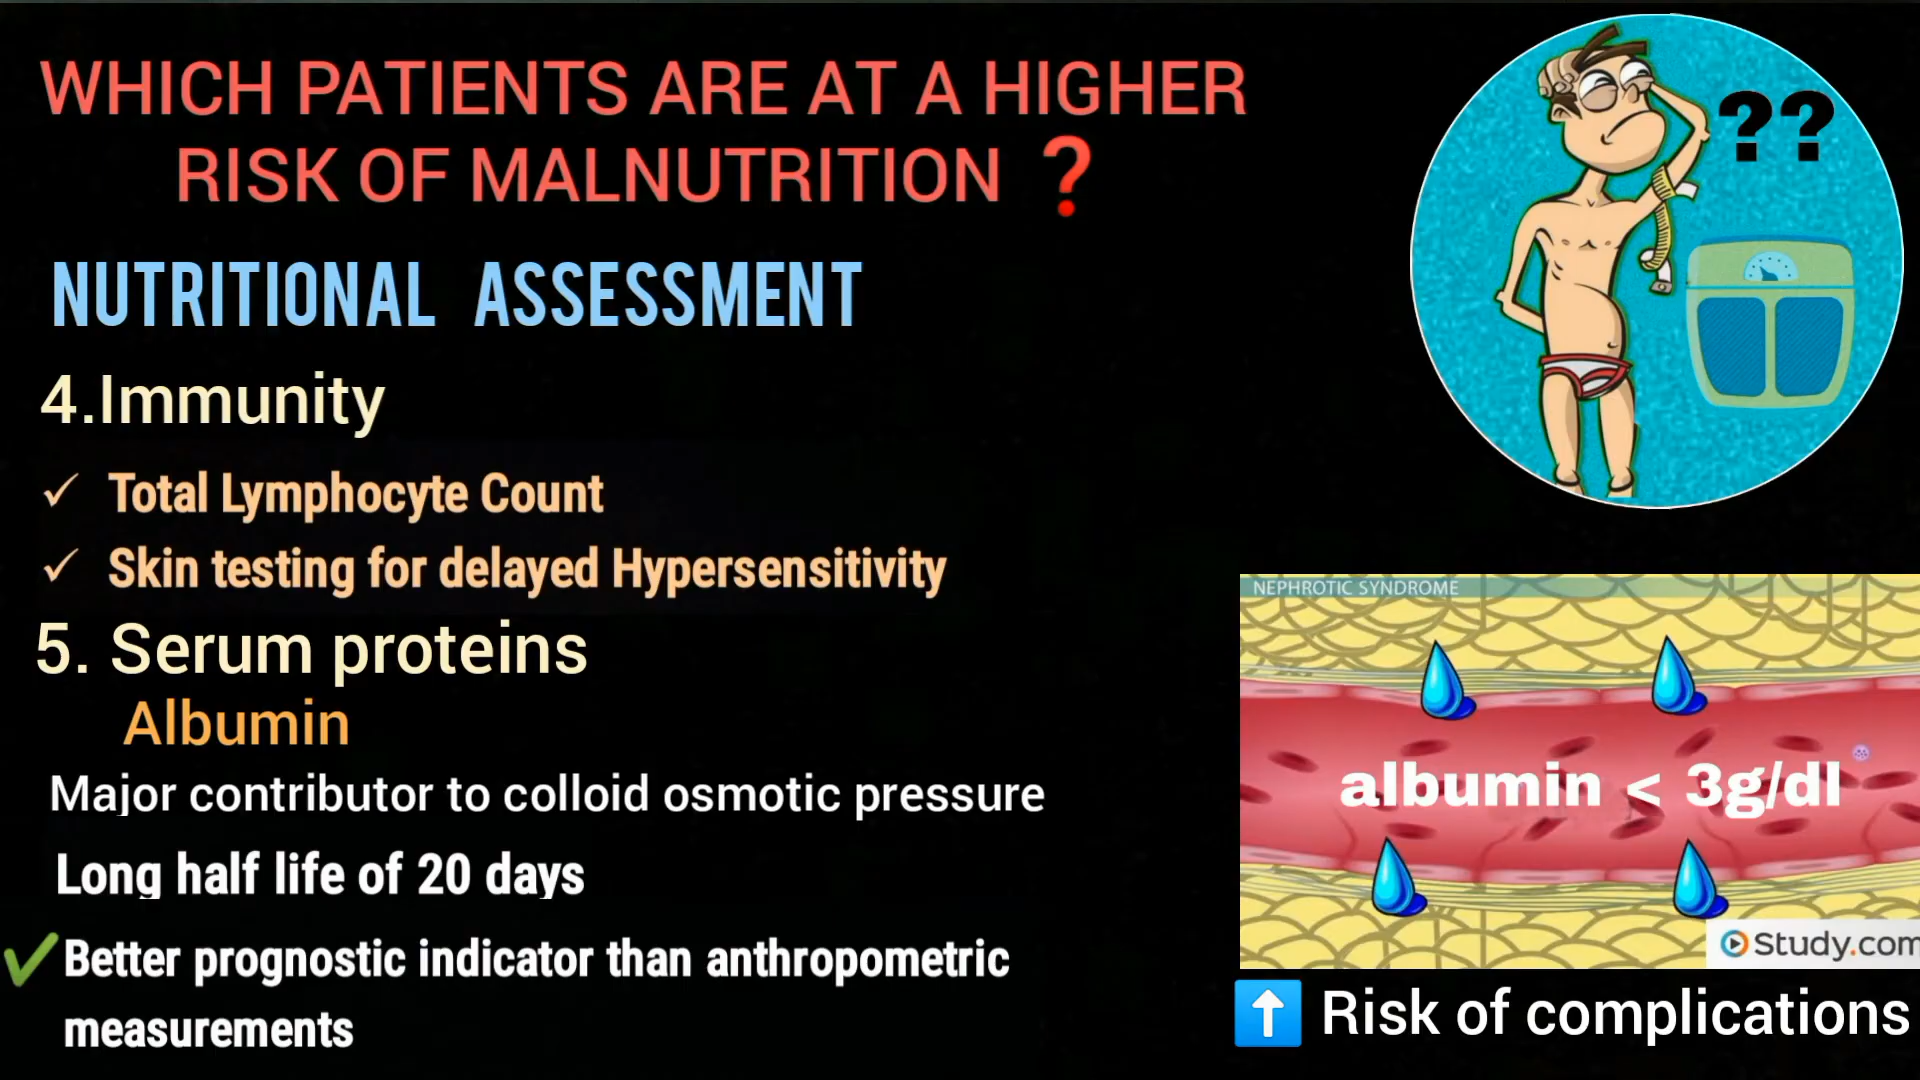 WHICH PATIENTS ARE AT A HIGHER
RISK OF MALNUTRITION ❓
??
NUTRITIONAL ASSESSMENT
4.Immunity
✓ Total Lymphocyte Count
✓ Skin testing for delayed Hypersensitivity
5. Serum proteins
Albumin
Major contributor to colloid osmotic pressure
Long half life of 20 days
✔Better prognostic indicator than anthropometric
measurements
NEPHROTIC SYNDROME
albumin < 3g/dl
Study.com
⬆ Risk of complications